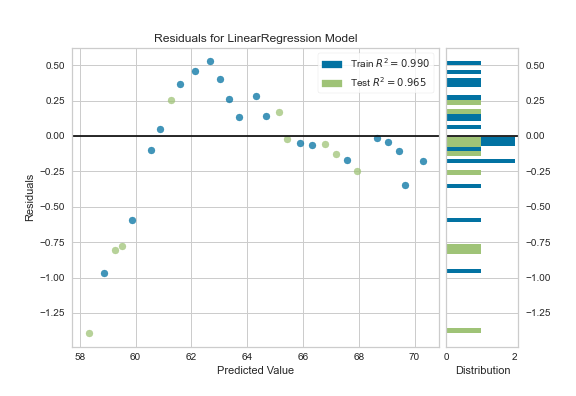 Residuals for LinearRegression Model
Train R² = 0.990
Test R² = 0.965
0.50
0.25
0.00
−0.25
−0.50
−0.75
−1.00
−1.25
Residuals
58 60 62 64 66 68 70
Predicted Value
0.50
0.25
0.00
−0.25
−0.50
−0.75
−1.00
−1.25
0 2
Distribution